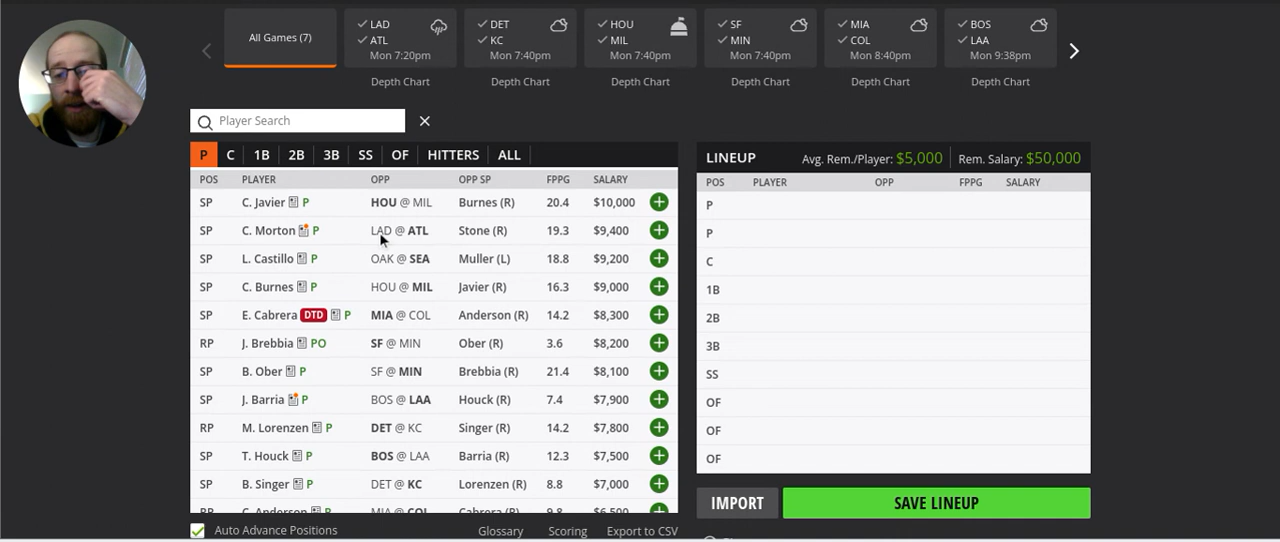 All Games (7)
LAD
ATL
Mon 7:20pm
Depth Chart
DET
KC
Mon 7:40pm
Depth Chart
HOU
MIL
Mon 7:40pm
Depth Chart
SF
MIN
Mon 7:40pm
Depth Chart
MIA
COL
Mon 8:40pm
Depth Chart
BOS
LAA
Mon 9:38pm
Depth Chart
Player Search
P C 1B 2B 3B SS OF HITTERS ALL
POS PLAYER OPP OPP SP FPPG SALARY
SP C. Javier P HOU @ MIL Burnes (R) 20.4 $10,000
SP C. Morton P LAD @ ATL Stone (R) 19.3 $9,400
SP L. Castillo P OAK @ SEA Muller (L) 18.8 $9,200
SP C. Burnes P HOU @ MIL Javier (R) 16.3 $9,000
SP E. Cabrera DTD P MIA @ COL Anderson (R) 14.2 $8,300
RP J. Brebbia PO SF @ MIN Ober (R) 3.6 $8,200
SP B. Ober P SF @ MIN Brebbia (R) 21.4 $8,100
SP J. Barria P BOS @ LAA Houck (R) 7.4 $7,900
RP M. Lorenzen P DET @ KC Singer (R) 14.2 $7,800
SP T. Houck P BOS @ LAA Barria (R) 12.3 $7,500
SP B. Singer P DET @ KC Lorenzen (R) 8.8 $7,000
RP C. Anderson P MIA @ COL Cabrera (R) 9.8 $6,500
Auto Advance Positions
Glossary Scoring Export to CSV
LINEUP Avg. Rem./Player: $5,000 Rem. Salary: $50,000
POS PLAYER OPP FPPG SALARY
P
P
C
1B
2B
3B
SS
OF
OF
OF
IMPORT SAVE LINEUP